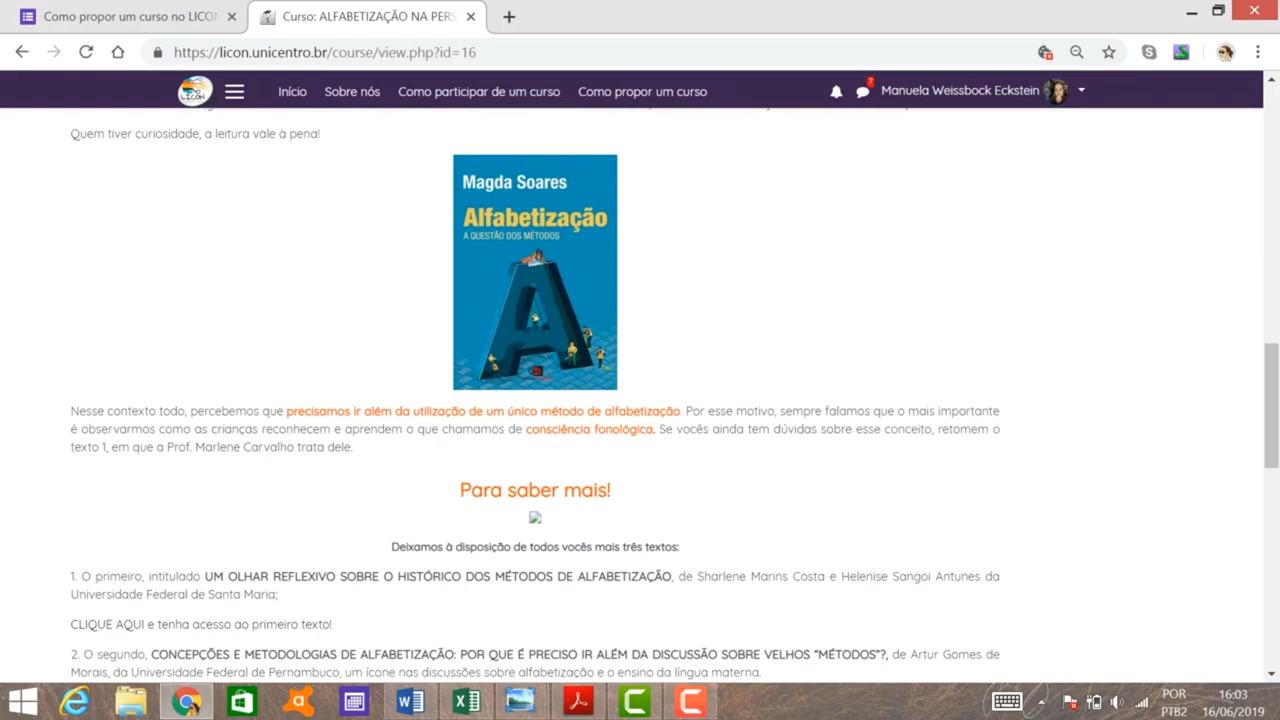 Como propor um curso no LICON
Curso: ALFABETIZAÇÃO NA PERS
https://licon.unicentro.br/course/view.php?id=16
LICON
Início Sobre nós Como participar de um curso Como propor um curso
7
Manuela Weissbock Eckstein
Quem tiver curiosidade, a leitura vale à pena!
Magda Soares
Alfabetização
A QUESTÃO DOS MÉTODOS
Nesse contexto todo, percebemos que precisamos ir além da utilização de um único método de alfabetização. Por esse motivo, sempre falamos que o mais importante
é observarmos como as crianças reconhecem e aprendem o que chamamos de consciência fonológica. Se vocês ainda tem dúvidas sobre esse conceito, retomem o
texto 1, em que a Prof. Marlene Carvalho trata dele.
Para saber mais!
Deixamos à disposição de todos vocês mais três textos:
1. O primeiro, intitulado UM OLHAR REFLEXIVO SOBRE O HISTÓRICO DOS MÉTODOS DE ALFABETIZAÇÃO, de Sharlene Marins Costa e Helenise Sangoi Antunes da
Universidade Federal de Santa Maria;
CLIQUE AQUI e tenha acesso ao primeiro texto!
2. O segundo, CONCEPÇÕES E METODOLOGIAS DE ALFABETIZAÇÃO: POR QUE É PRECISO IR ALÉM DA DISCUSSÃO SOBRE VELHOS "MÉTODOS"?, de Artur Gomes de
Morais, da Universidade Federal de Pernambuco, um ícone nas discussões sobre alfabetização e o ensino da língua materna.
POR
PTB2
16:03
16/06/2019